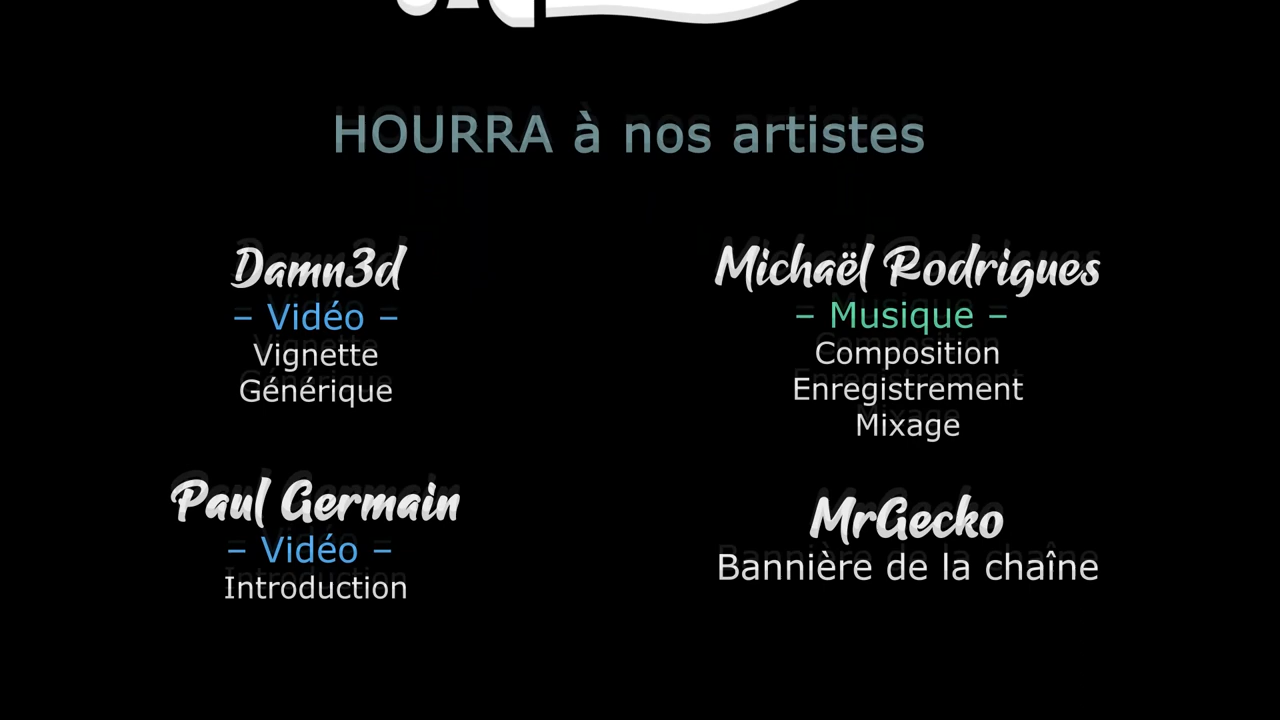 HOURRA à nos artistes
Damn3d
– Vidéo –
Vignette
Générique
Michaël Rodrigues
– Musique –
Composition
Enregistrement
Mixage
Paul Germain
– Vidéo –
Introduction
MrGecko
Bannière de la chaîne